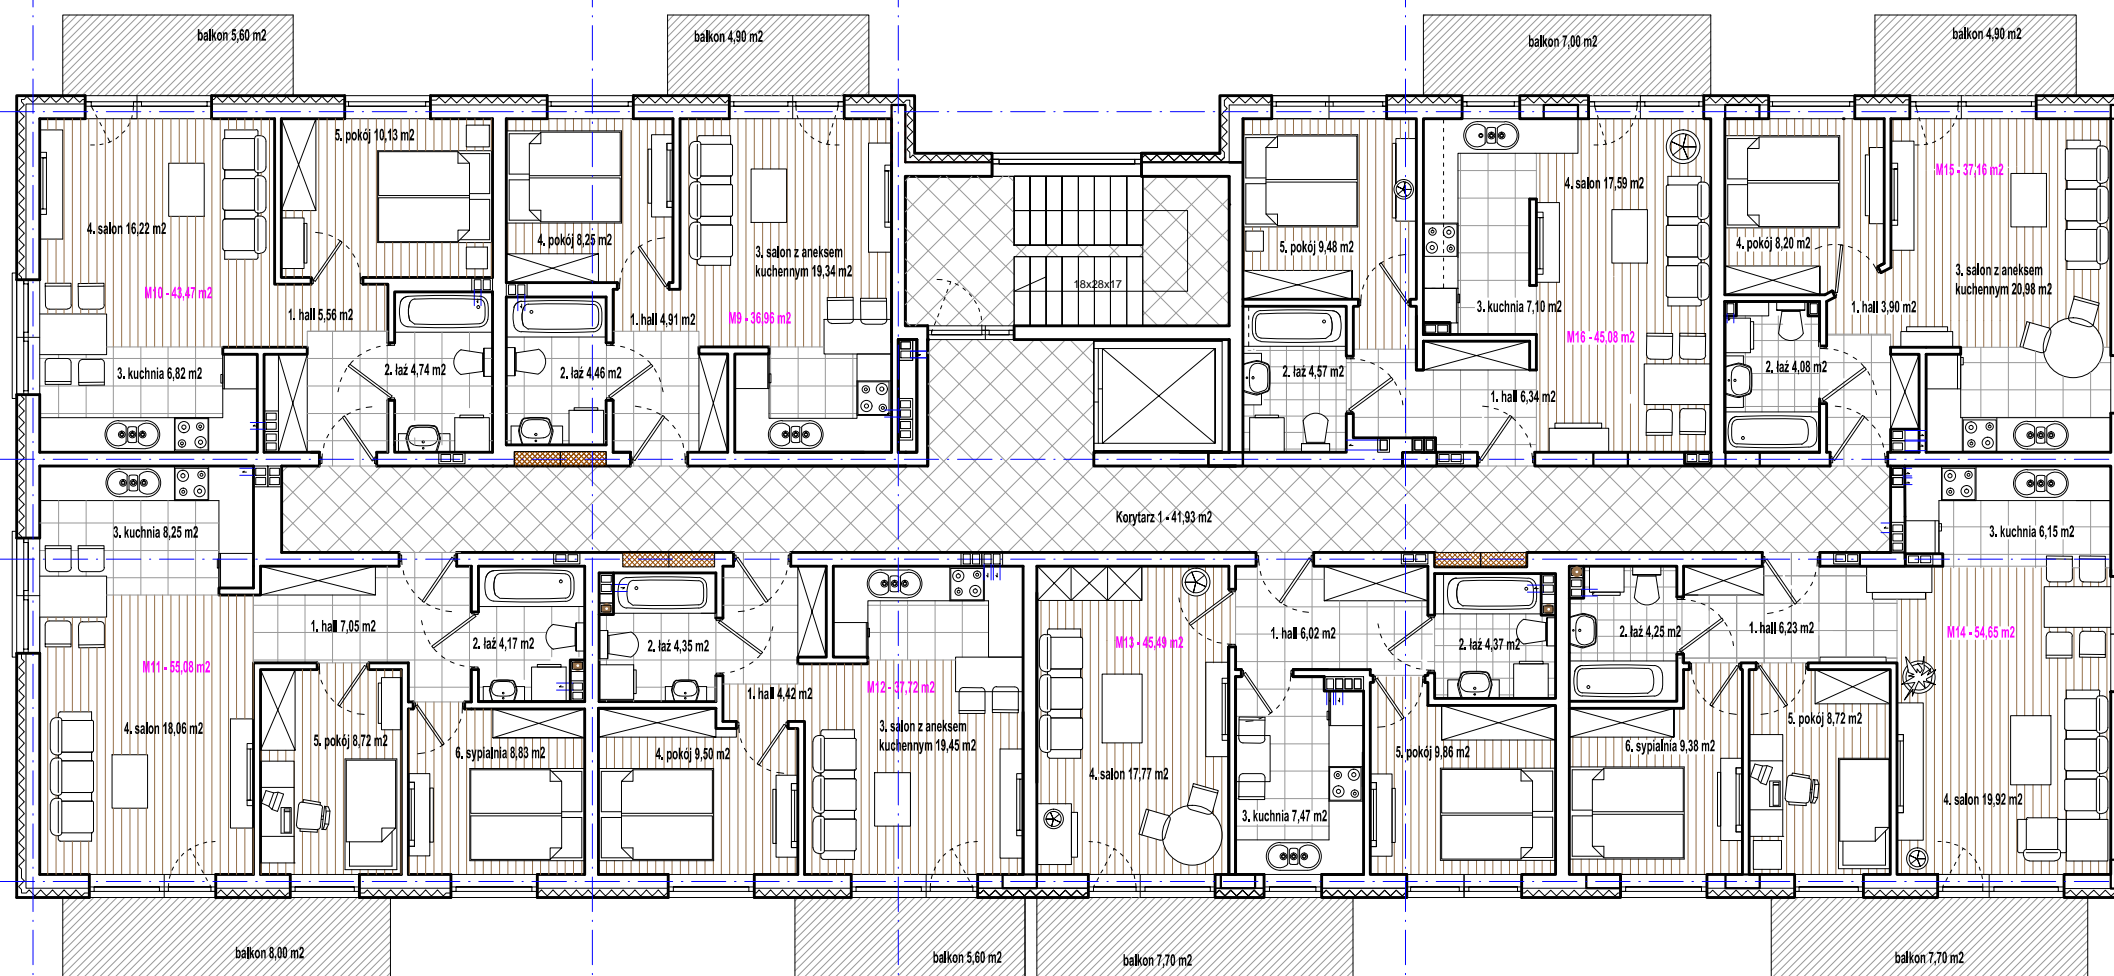 balkon 5,60 m2
balkon 4,90 m2
balkon 7,00 m2
balkon 4,90 m2
5. pokój 10,13 m2
4. salon 16,22 m2
M10 - 43,47 m2
1. hall 5,56 m2
3. kuchnia 6,82 m2
2. łaź 4,74 m2
4. pokój 8,25 m2
3. salon z aneksem
kuchennym 19,34 m2
1. hall 4,91 m2
M9 - 36,96 m2
2. łaź 4,46 m2
18x28x17
5. pokój 9,48 m2
4. salon 17,59 m2
3. kuchnia 7,10 m2
M16 - 45,08 m2
2. łaź 4,57 m2
1. hall 6,34 m2
M15 - 37,16 m2
4. pokój 8,20 m2
3. salon z aneksem
kuchennym 20,98 m2
1. hall 3,90 m2
2. łaź 4,08 m2
Korytarz 1 - 41,93 m2
3. kuchnia 8,25 m2
1. hall 7,05 m2
2. łaź 4,17 m2
M11 - 55,08 m2
4. salon 18,06 m2
5. pokój 8,72 m2
6. sypialnia 8,83 m2
2. łaź 4,35 m2
1. hall 4,42 m2
M12 - 37,72 m2
4. pokój 9,50 m2
3. salon z aneksem
kuchennym 19,45 m2
M13 - 45,49 m2
1. hall 6,02 m2
2. łaź 4,37 m2
4. salon 17,77 m2
5. pokój 9,86 m2
3. kuchnia 7,47 m2
3. kuchnia 6,15 m2
2. łaź 4,25 m2
1. hall 6,23 m2
M14 - 54,65 m2
6. sypialnia 9,38 m2
5. pokój 8,72 m2
4. salon 19,92 m2
balkon 8,00 m2
balkon 5,60 m2
balkon 7,70 m2
balkon 7,70 m2